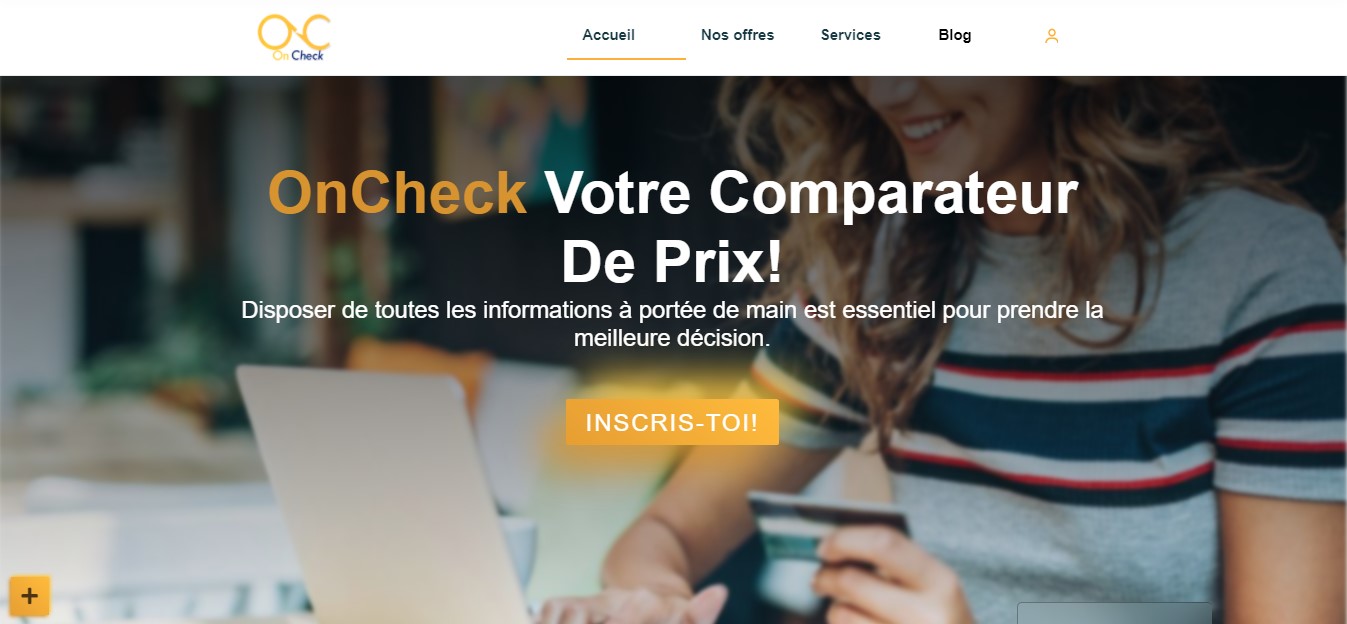 On Check
Accueil
Nos offres
Services
Blog
OnCheck Votre Comparateur
De Prix!
Disposer de toutes les informations à portée de main est essentiel pour prendre la
meilleure décision.
INSCRIS-TOI!